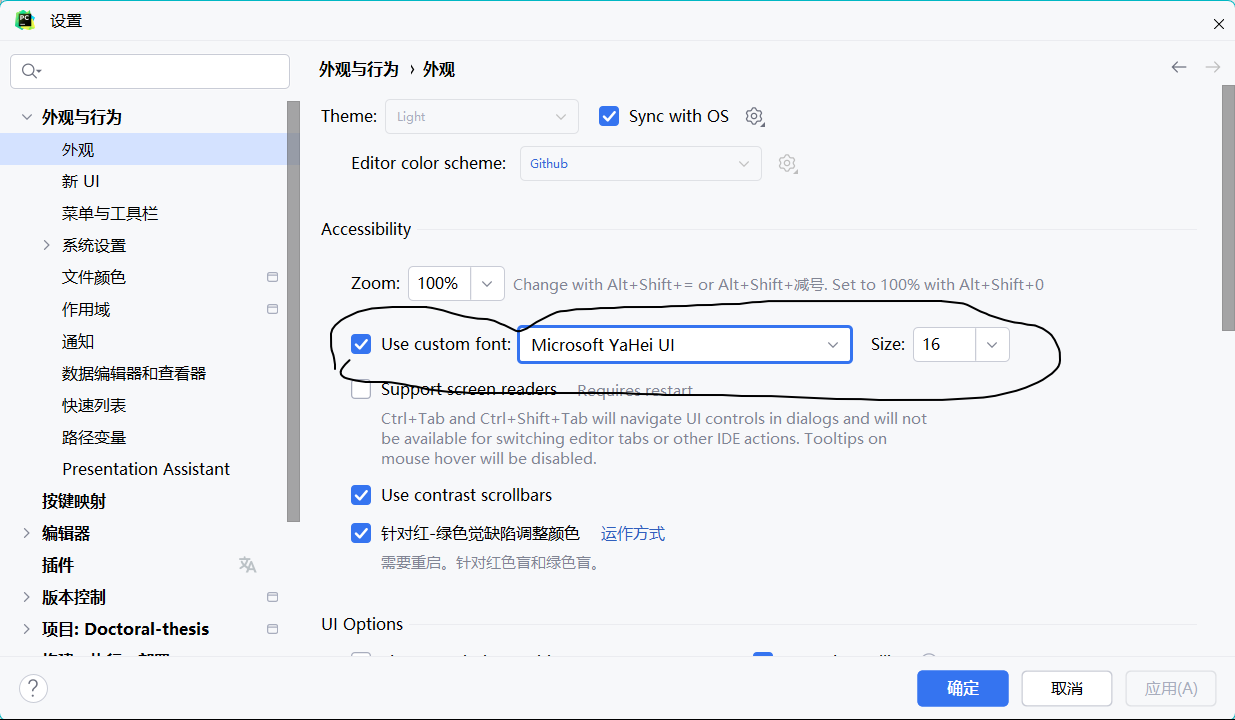 PC
设置
外观与行为 › 外观
外观与行为
外观
新 UI
菜单与工具栏
系统设置
文件颜色
作用域
通知
数据编辑器和查看器
快速列表
路径变量
Presentation Assistant
按键映射
编辑器
插件
版本控制
项目: Doctoral-thesis
Theme: Light Sync with OS
Editor color scheme: Github
Accessibility
Zoom: 100% Change with Alt+Shift+= or Alt+Shift+减号. Set to 100% with Alt+Shift+0
Use custom font: Microsoft YaHei UI Size: 16
Support screen readers Requires restart
Ctrl+Tab and Ctrl+Shift+Tab will navigate UI controls in dialogs and will not
be available for switching editor tabs or other IDE actions. Tooltips on
mouse hover will be disabled.
Use contrast scrollbars
针对红-绿色觉缺陷调整颜色 运作方式
需要重启。针对红色盲和绿色盲。
UI Options
? 确定 取消 应用(A)